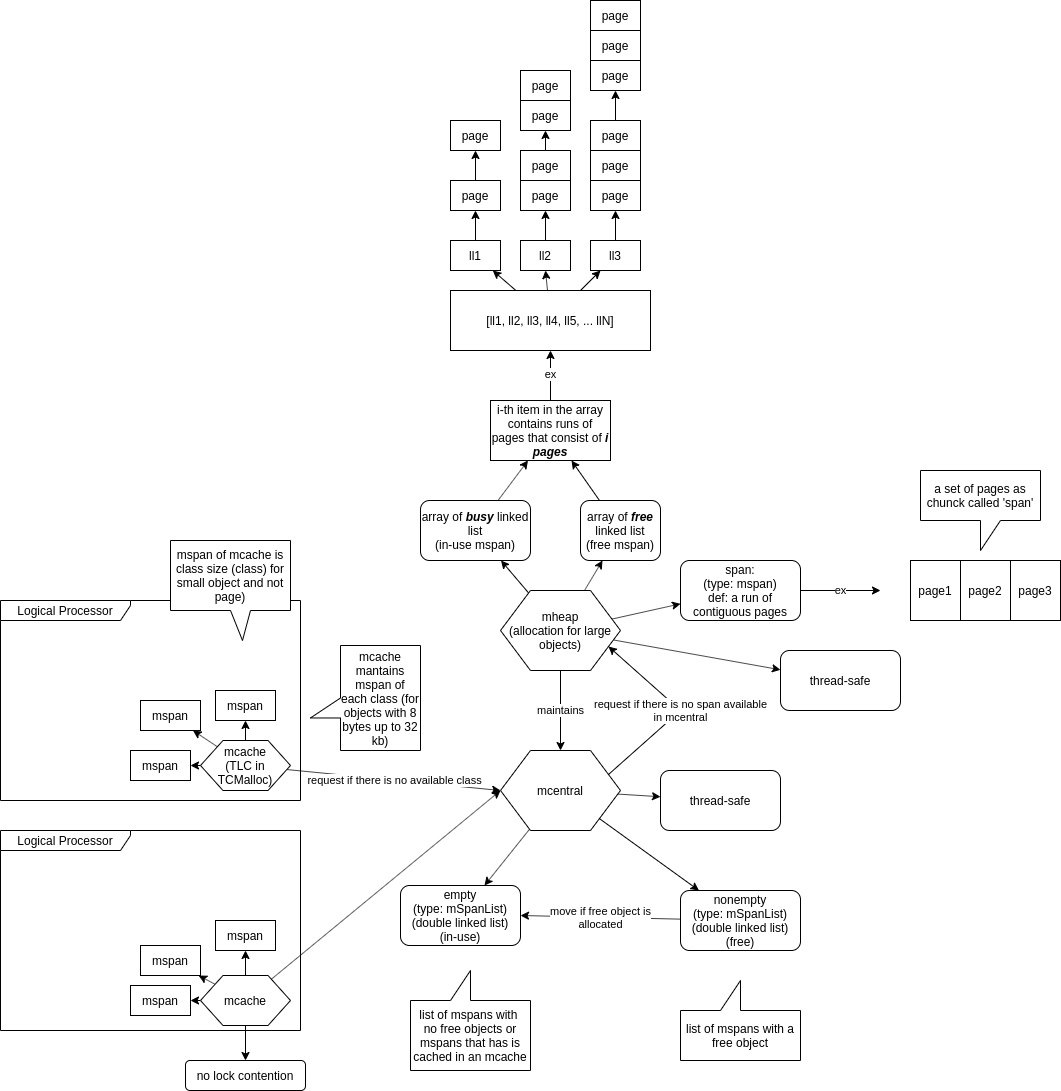 page
page
page
page
page
page
page
page
page
page
page
page
ll1
ll2
ll3
[ll1, ll2, ll3, ll4, ll5, ... llN]
ex
i-th item in the array
contains runs of
pages that consist of i
pages
array of busy linked
list
(in-use mspan)
array of free
linked list
(free mspan)
a set of pages as
chunck called 'span'
mspan of mcache is
class size (class) for
small object and not
page)
span:
(type: mspan)
def: a run of
contiguous pages
ex
page1
page2
page3
Logical Processor
mheap
(allocation for large
objects)
thread-safe
mcache
mantains
mspan of
each class (for
objects with 8
bytes up to 32
kb)
maintains
request if there is no span available
in mcentral
mspan
mspan
mspan
mcache
(TLC in
TCMalloc)
request if there is no available class
mcentral
thread-safe
Logical Processor
empty
(type: mSpanList)
(double linked list)
(in-use)
move if free object is
allocated
nonempty
(type: mSpanList)
(double linked list)
(free)
mspan
mspan
mspan
mcache
list of mspans with
no free objects or
mspans that has is
cached in an mcache
list of mspans with a
free object
no lock contention